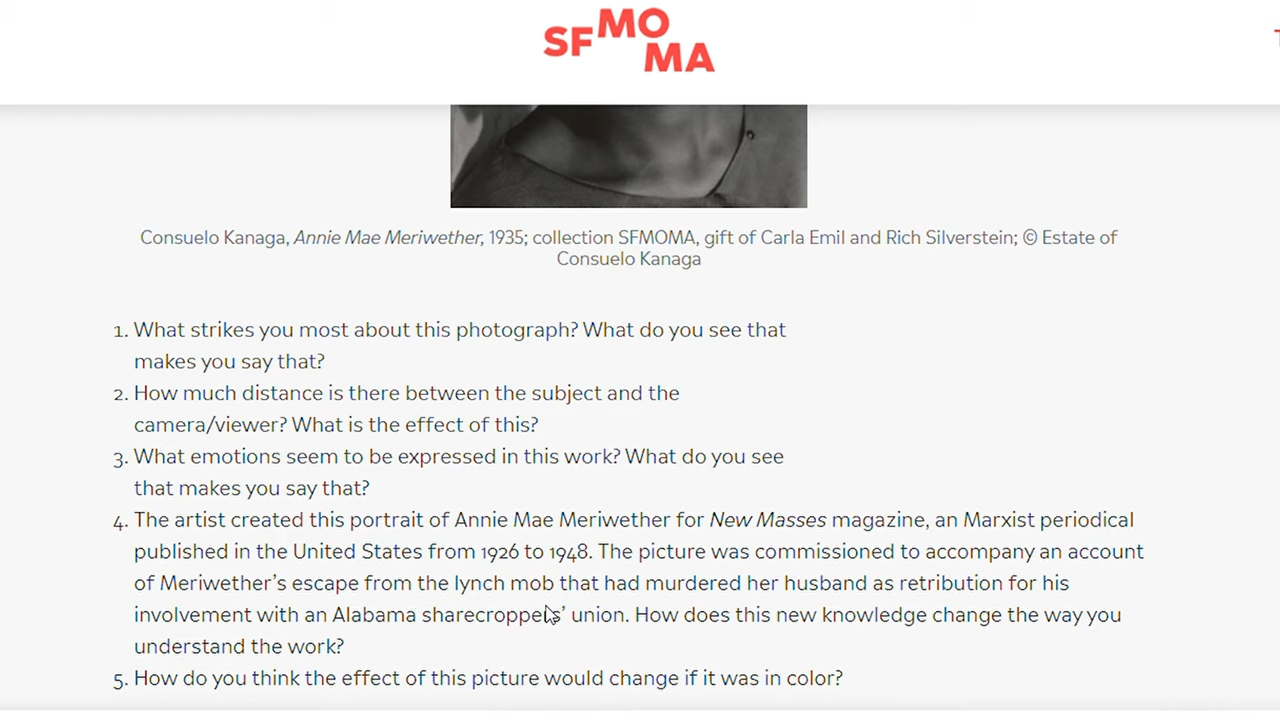 SFMOMA
Consuelo Kanaga, Annie Mae Meriwether, 1935; collection SFMOMA, gift of Carla Emil and Rich Silverstein; © Estate of
Consuelo Kanaga
1. What strikes you most about this photograph? What do you see that
makes you say that?
2. How much distance is there between the subject and the
camera/viewer? What is the effect of this?
3. What emotions seem to be expressed in this work? What do you see
that makes you say that?
4. The artist created this portrait of Annie Mae Meriwether for New Masses magazine, an Marxist periodical
published in the United States from 1926 to 1948. The picture was commissioned to accompany an account
of Meriwether's escape from the lynch mob that had murdered her husband as retribution for his
involvement with an Alabama sharecroppers' union. How does this new knowledge change the way you
understand the work?
5. How do you think the effect of this picture would change if it was in color?